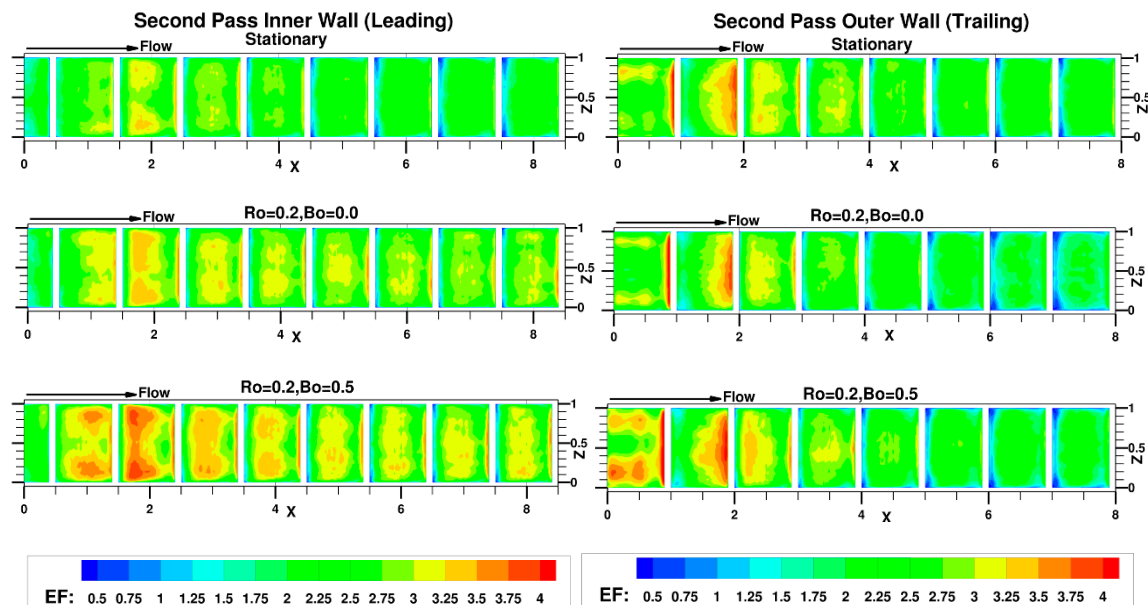 Second Pass Inner Wall (Leading)
Stationary
Flow
0 2 4 6 8
X
0 0.5 1
Z
Ro=0.2,Bo=0.0
Flow
0 2 4 6 8
X
0 0.5 1
Z
Ro=0.2,Bo=0.5
Flow
0 2 4 6 8
X
0 0.5 1
Z
EF: 0.5 0.75 1 1.25 1.5 1.75 2 2.25 2.5 2.75 3 3.25 3.5 3.75 4
Second Pass Outer Wall (Trailing)
Stationary
Flow
0 2 4 6 8
X
0 0.5 1
Z
Ro=0.2,Bo=0.0
Flow
0 2 4 6 8
X
0 0.5 1
Z
Ro=0.2,Bo=0.5
Flow
0 2 4 6 8
X
0 0.5 1
Z
EF: 0.5 0.75 1 1.25 1.5 1.75 2 2.25 2.5 2.75 3 3.25 3.5 3.75 4